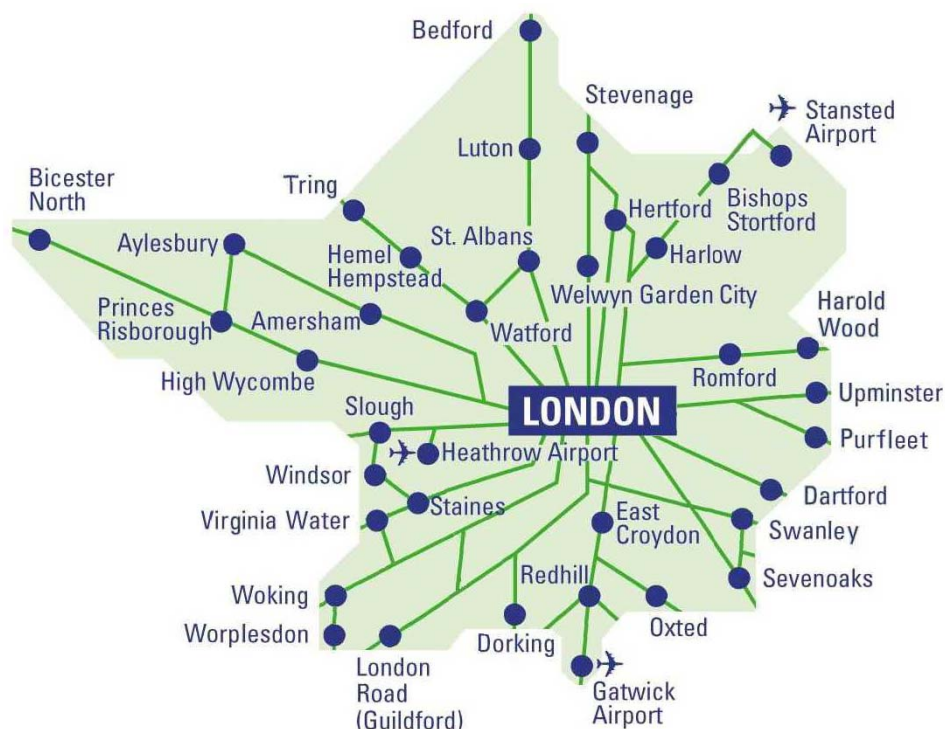 Bedford
Stevenage
Stansted
Airport
Luton
Bicester
North
Tring
Bishops
Stortford
Hertford
Aylesbury
St. Albans
Hemel
Hempstead
Harlow
Welwyn Garden City
Princes
Risborough
Amersham
Watford
Harold
Wood
Romford
High Wycombe
Slough
LONDON
Upminster
Purfleet
Heathrow Airport
Windsor
Staines
Dartford
Virginia Water
East
Croydon
Swanley
Redhill
Sevenoaks
Woking
Worplesdon
Dorking
Oxted
London
Road
(Guildford)
Gatwick
Airport